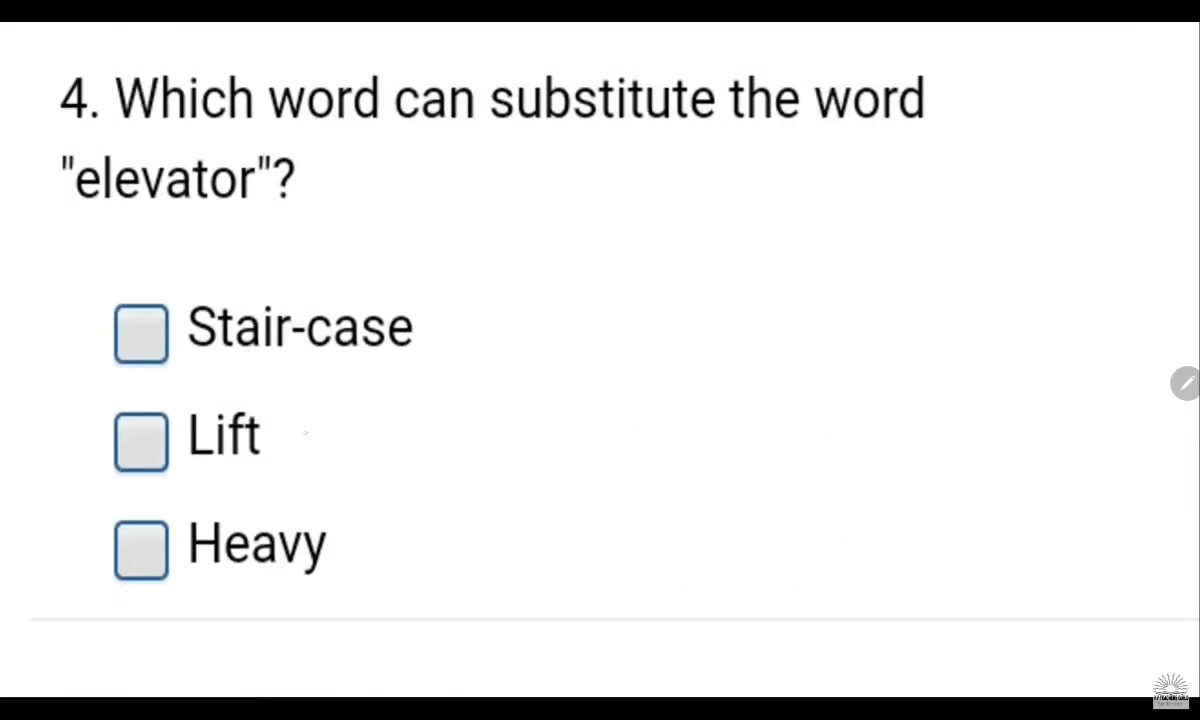 4. Which word can substitute the word
"elevator"?
Stair-case
Lift
Heavy